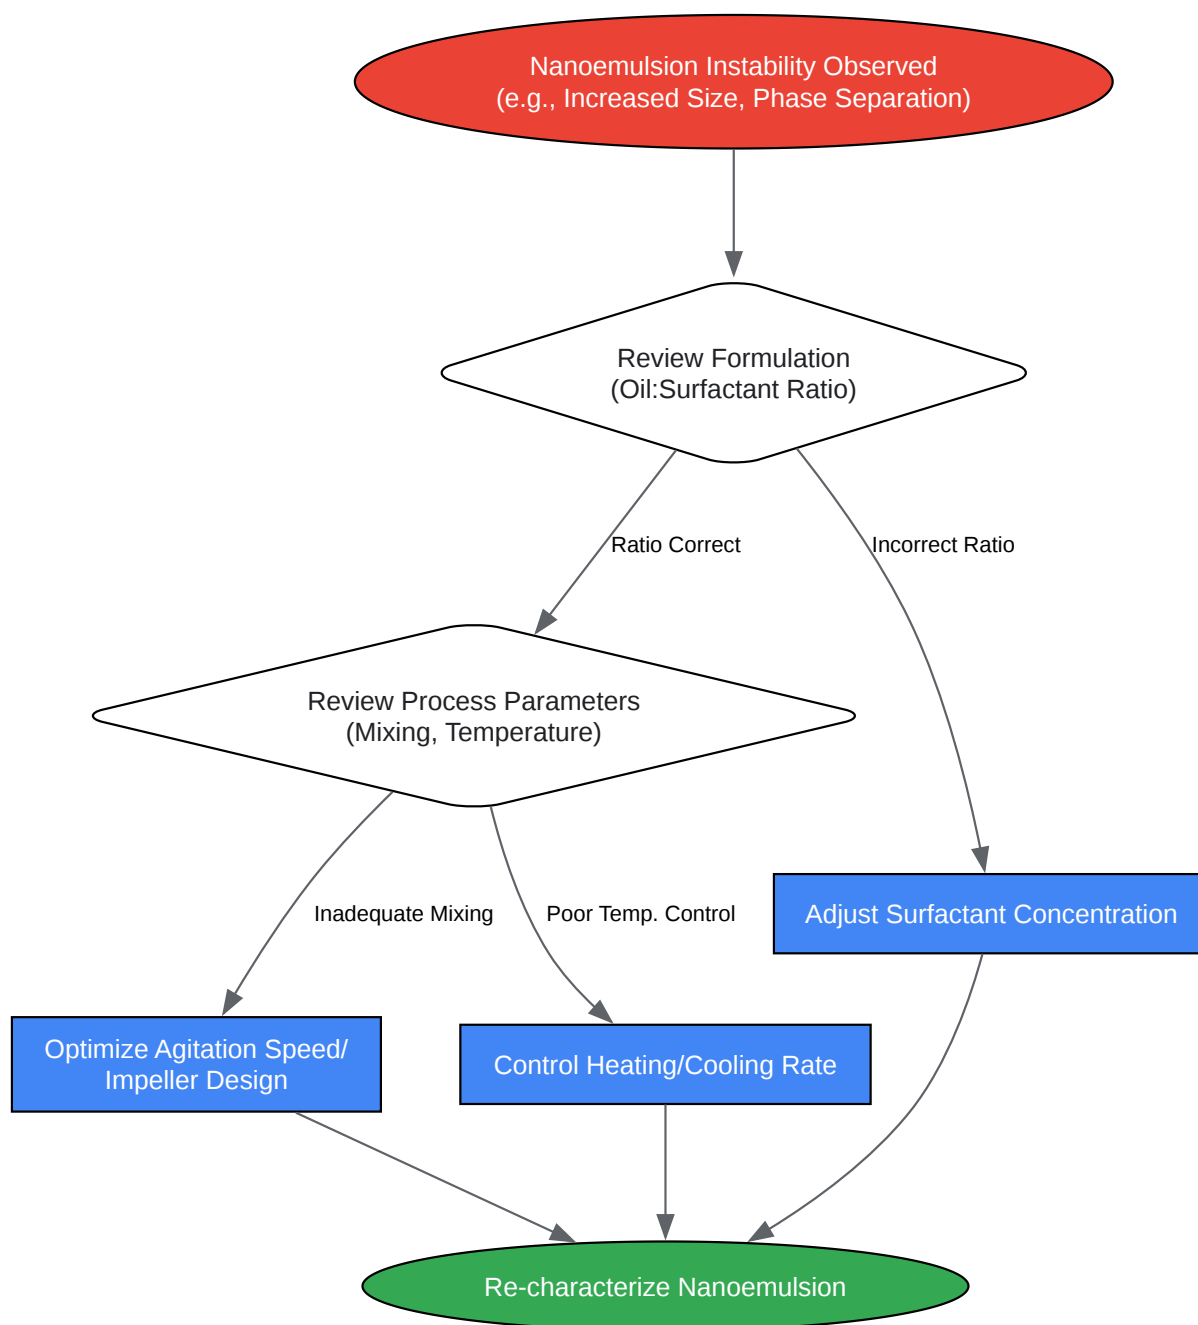 Nanoemulsion Instability Observed
(e.g., Increased Size, Phase Separation)
Review Formulation
(Oil:Surfactant Ratio)
Ratio Correct
Incorrect Ratio
Review Process Parameters
(Mixing, Temperature)
Inadequate Mixing
Poor Temp. Control
Adjust Surfactant Concentration
Optimize Agitation Speed/
Impeller Design
Control Heating/Cooling Rate
Re-characterize Nanoemulsion